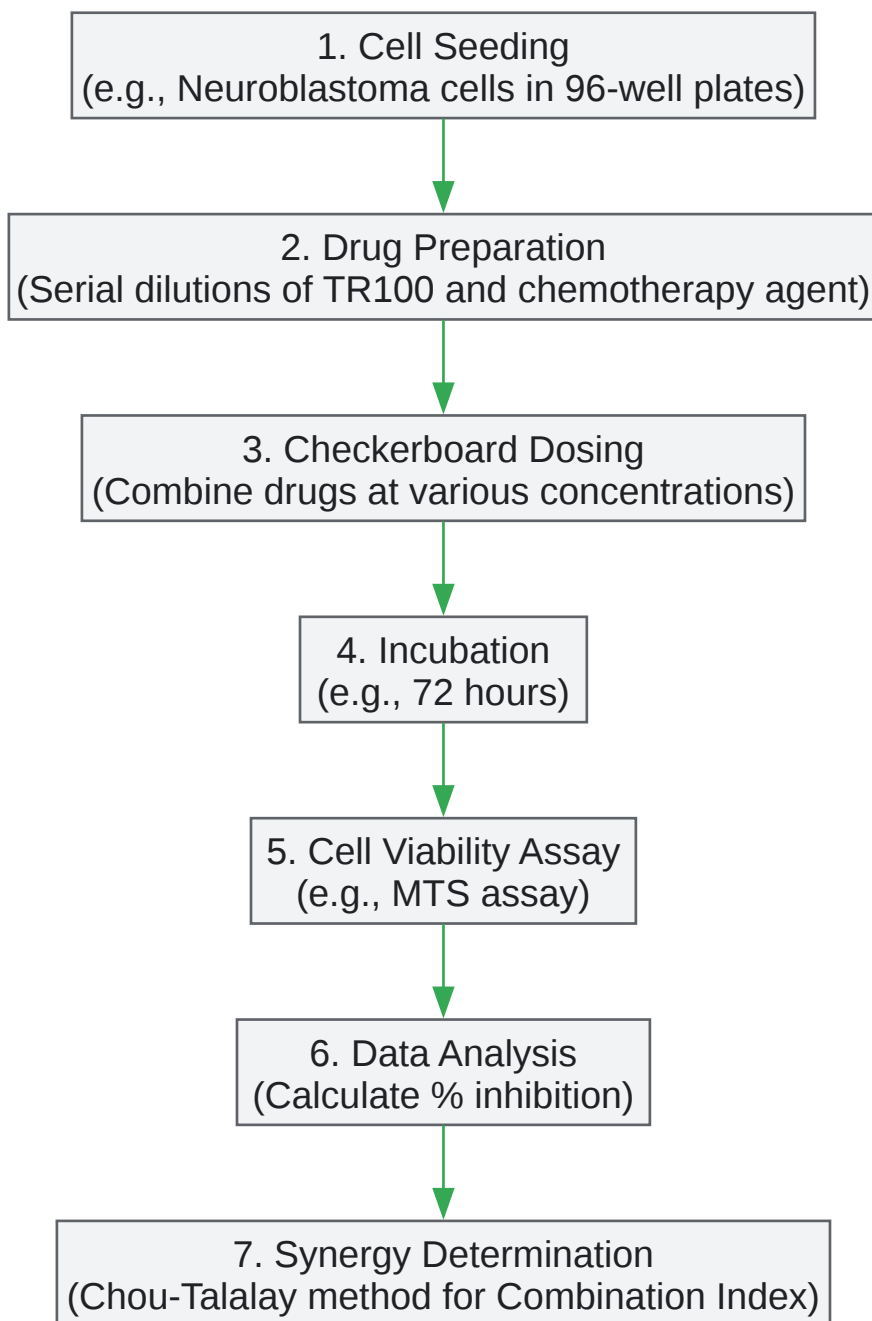 1. Cell Seeding
(e.g., Neuroblastoma cells in 96-well plates)
2. Drug Preparation
(Serial dilutions of TR100 and chemotherapy agent)
3. Checkerboard Dosing
(Combine drugs at various concentrations)
4. Incubation
(e.g., 72 hours)
5. Cell Viability Assay
(e.g., MTS assay)
6. Data Analysis
(Calculate % inhibition)
7. Synergy Determination
(Chou-Talalay method for Combination Index)